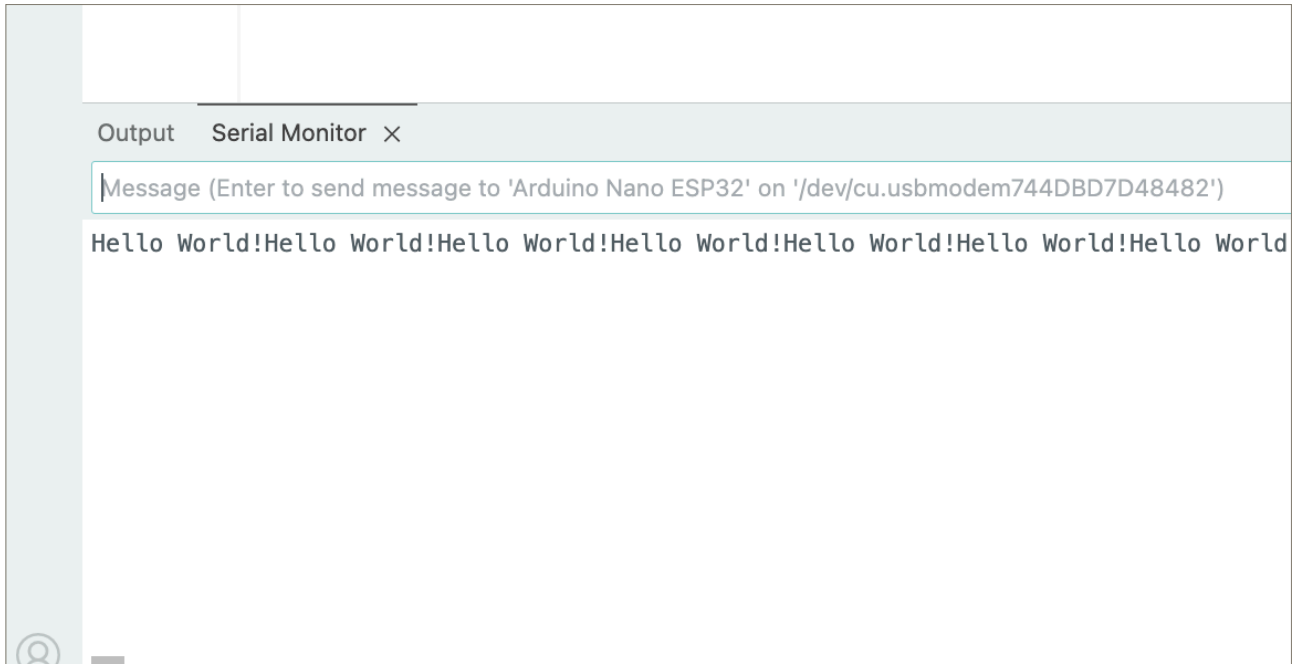 Output Serial Monitor
Message (Enter to send message to 'Arduino Nano ESP32' on '/dev/cu.usbmodem744DBD7D48482')
Hello World!Hello World!Hello World!Hello World!Hello World!Hello World!Hello World